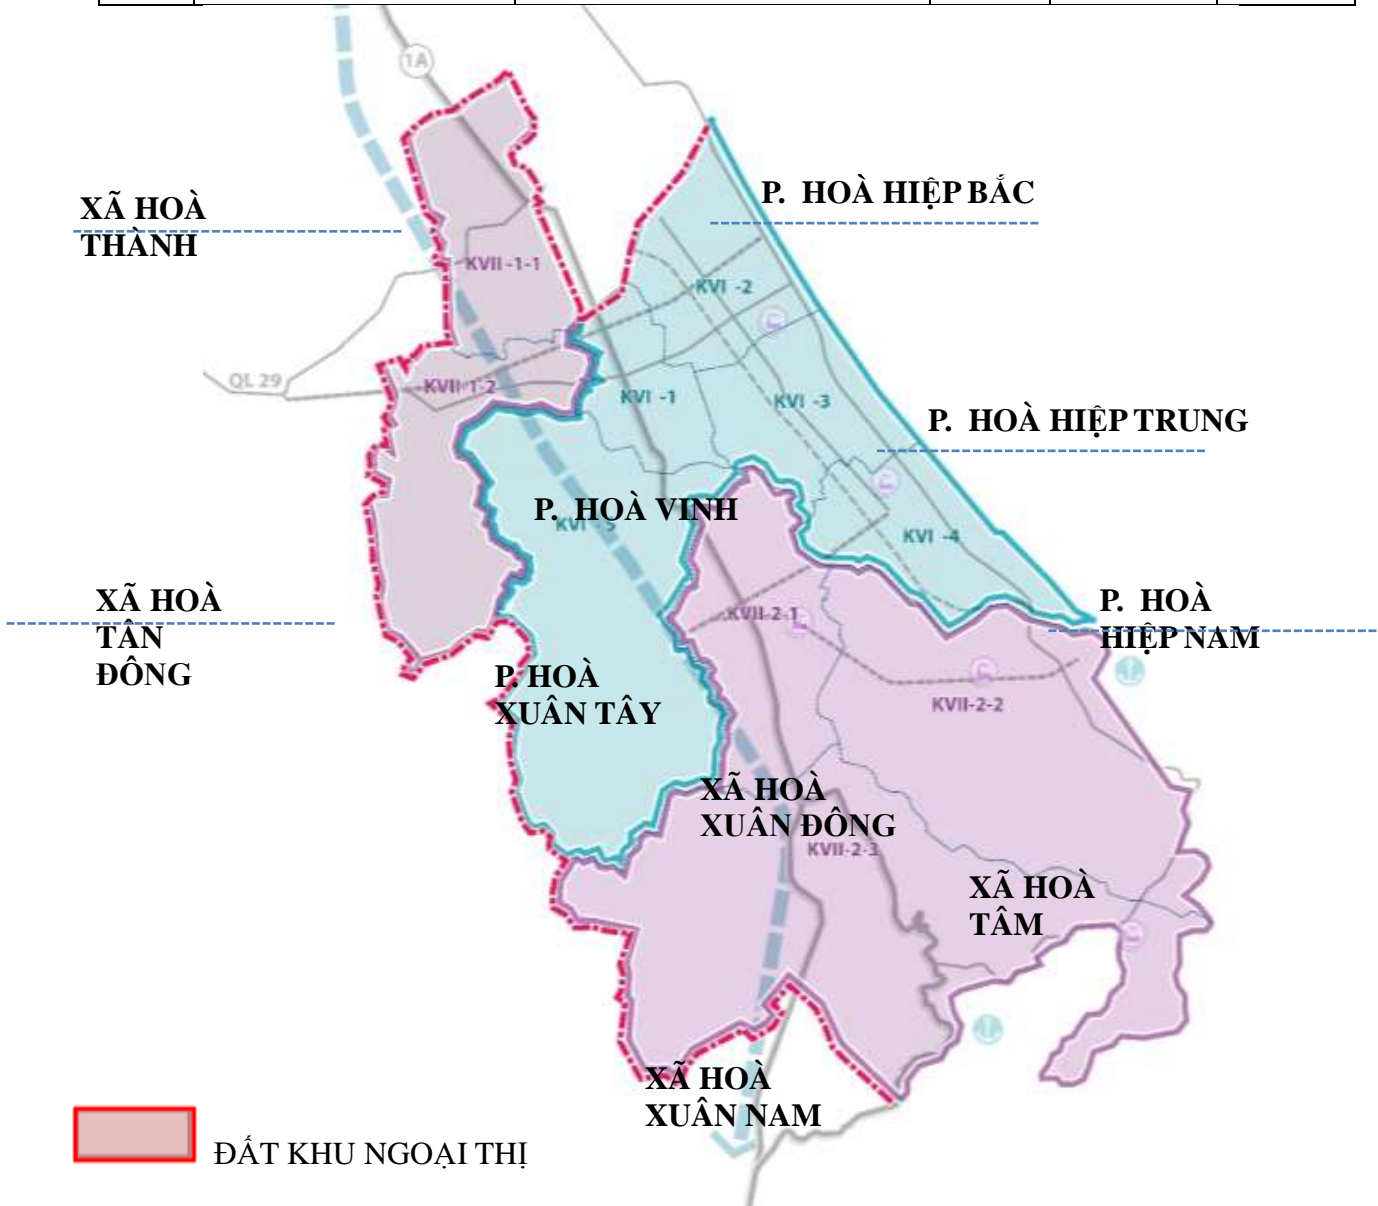 1A
P. HOÀ HIỆP BẮC
XÃ HOÀ
THÀNH
KVII -1-1
KVI -2
QL 29
KVII-1-2
KVI -1
KVI -3
P. HOÀ HIỆP TRUNG
P. HOÀ VINH
KVI -5
KVI -4
XÃ HOÀ
TÂN
ĐÔNG
P. HOÀ
HIỆP NAM
KVII-2-1
P. HOÀ
XUÂN TÂY
KVII-2-2
XÃ HOÀ
XUÂN ĐÔNG
KVII-2-3
XÃ HOÀ
TÂM
XÃ HOÀ
XUÂN NAM
ĐẤT KHU NGOẠI THỊ